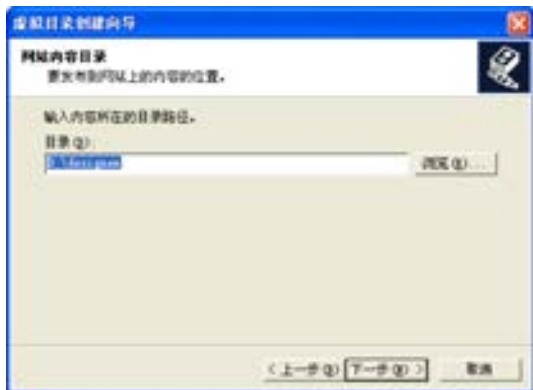 虚拟目录创建向导
网站内容目录
要发布到网站上的内容的位置。
输入内容所在的目录路径。
目录(D):
浏览(R)...
<上一步(B)
下一步(N)>
取消